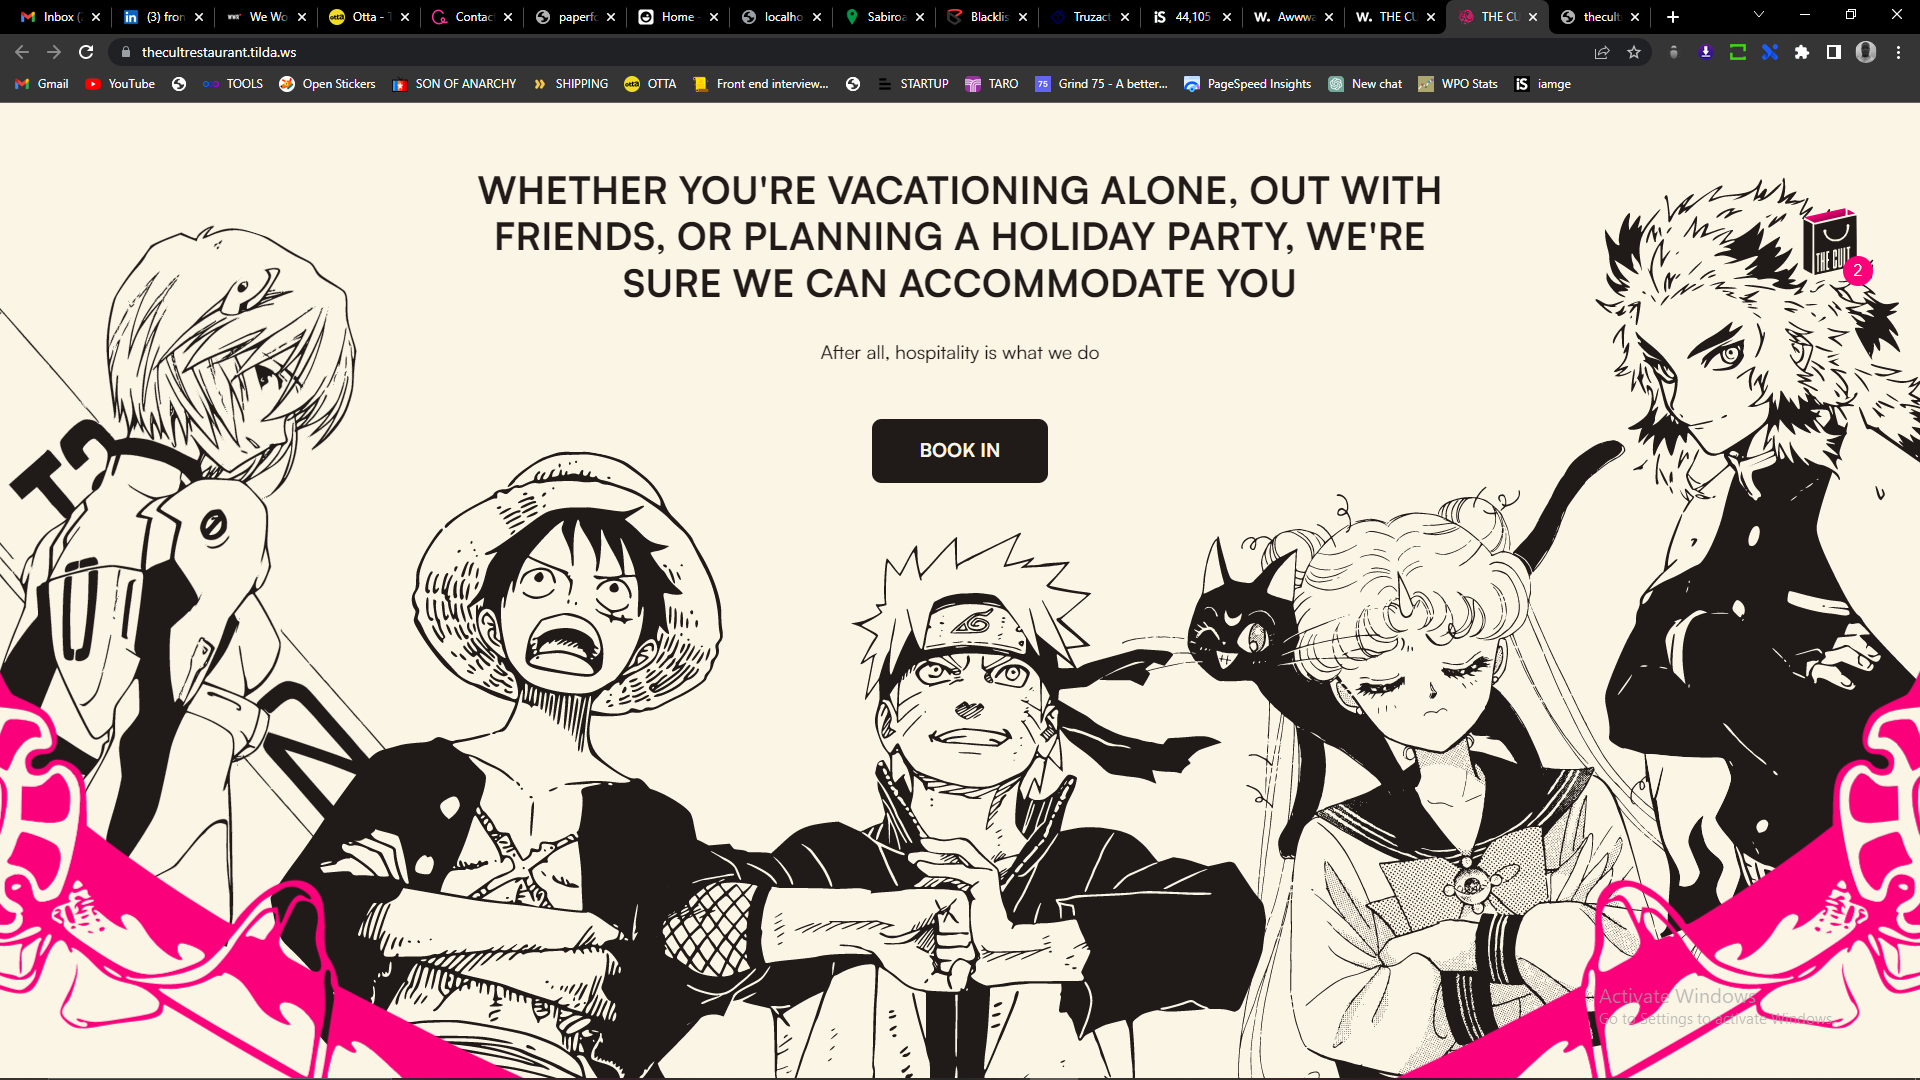 Inbox (
(3) fron
We Wo
Otta - T
Contac
paperfo
Home -
localho
Sabiroa
Blacklis
Truzact
44,105
Awwwa
THE CU
THE CU
thecult
thecultrestaurant.tilda.ws
Gmail
YouTube
TOOLS
Open Stickers
SON OF ANARCHY
SHIPPING
OTTA
Front end interview...
STARTUP
TARO
75
Grind 75 - A better...
PageSpeed Insights
New chat
WPO Stats
iamge
WHETHER YOU'RE VACATIONING ALONE, OUT WITH
FRIENDS, OR PLANNING A HOLIDAY PARTY, WE'RE
SURE WE CAN ACCOMMODATE YOU
After all, hospitality is what we do
BOOK IN
THE CULT
2
Activate Windows
Go to Settings to activate Windows.